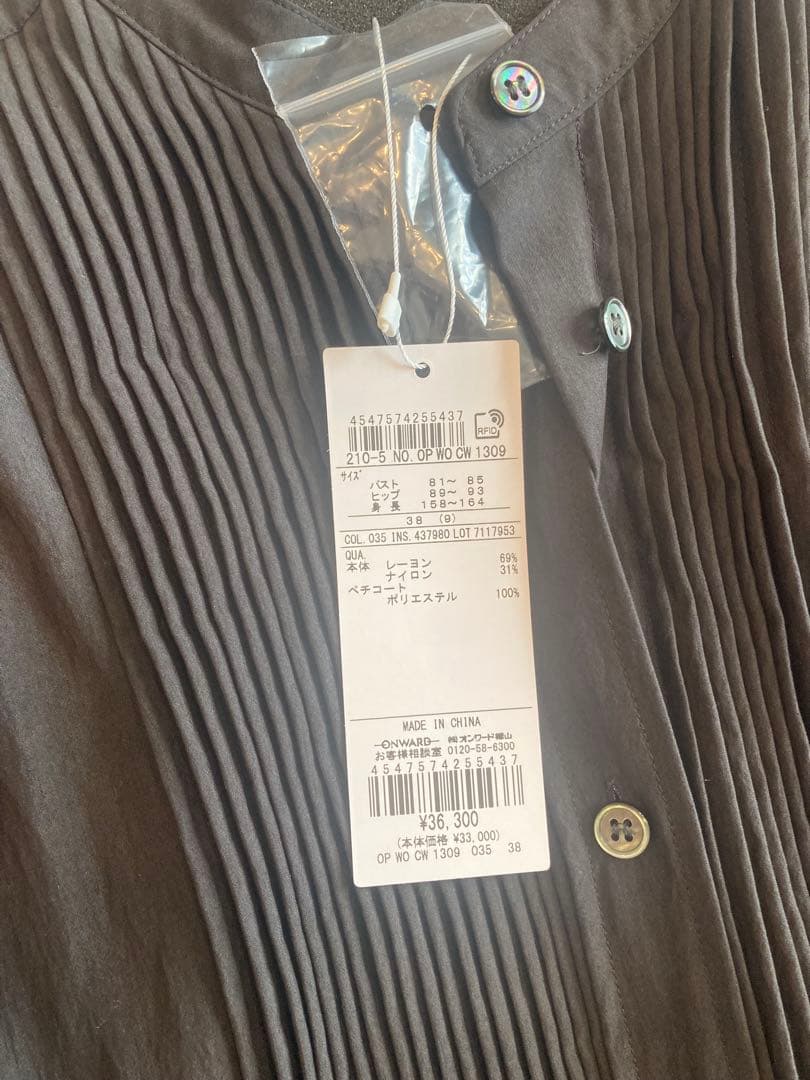 4547574255437
RFID
210-5 .NO. OP WO CW 1309
ｻｲｽﾞ
バスト 81～ 85
ヒップ 89～ 93
身 長 158～164
38 (9)
COL. 035 INS. 437980 LOT 7117953
QUA.
本体 レーヨン 69%
ナイロン 31%
ペチコート
ポリエステル 100%
MADE IN CHINA
ONWARD ㈱オンワード樫山
お客様相談室 0120-58-6300
4547574255437
¥36,300
(本体価格 ¥33,000)
OP WO CW 1309 035 38